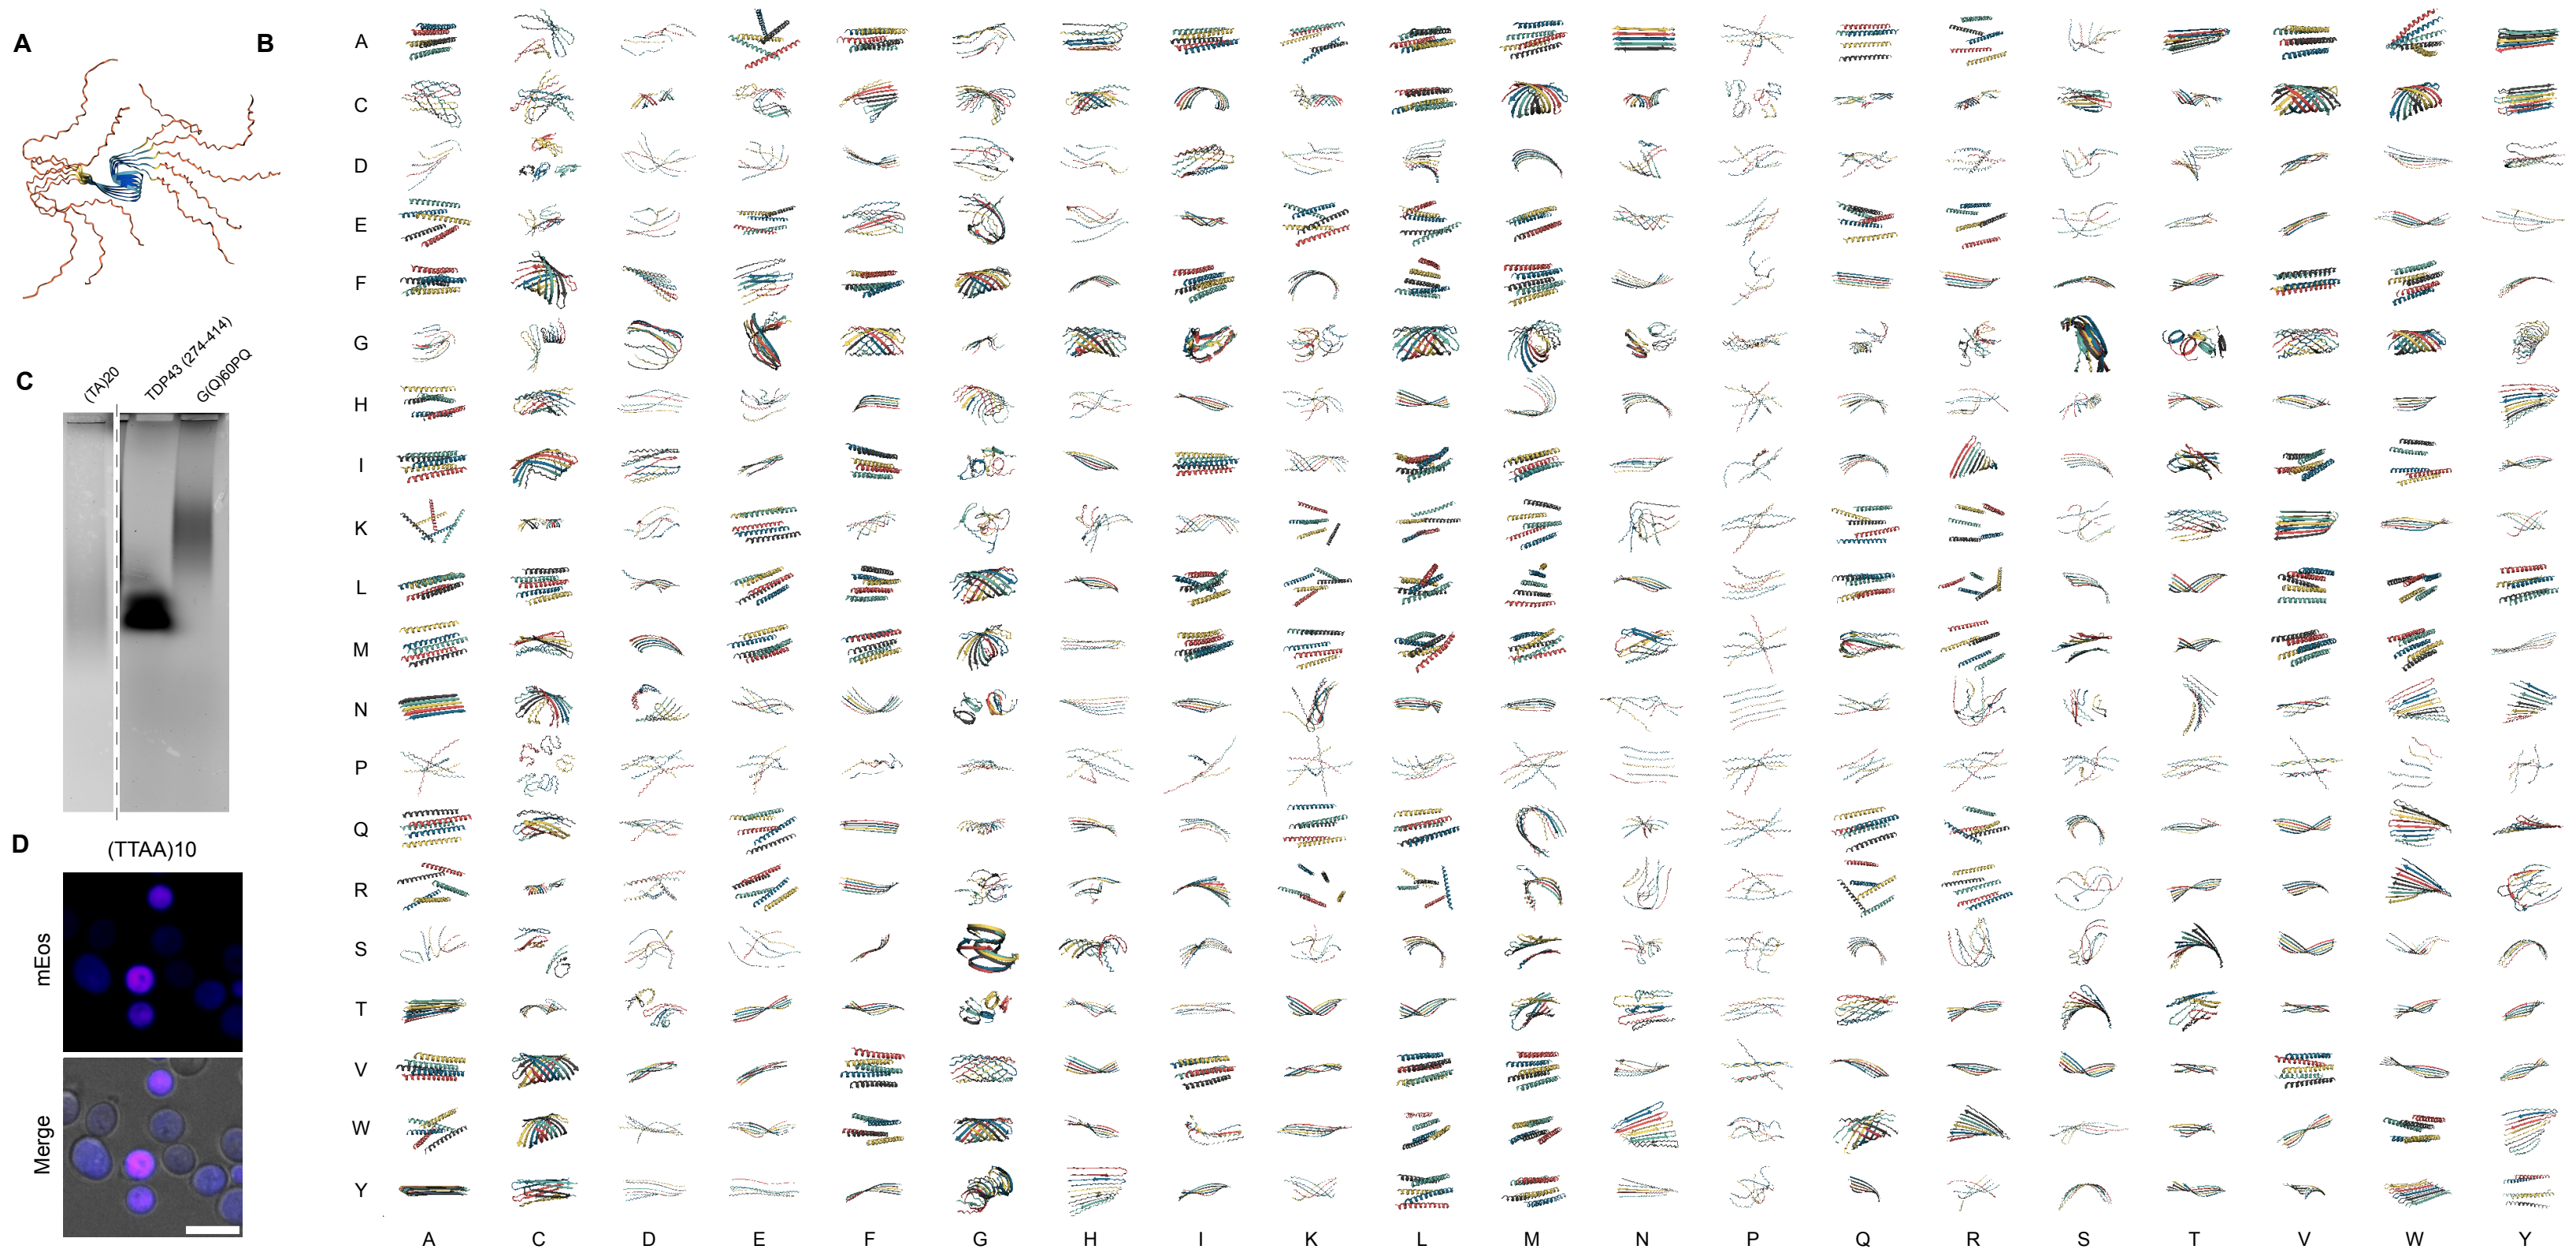 A
B
A
C
D
E
F
G
H
I
K
L
M
N
P
Q
R
S
T
V
W
Y
A C D E F G H I K L M N P Q R S T V W Y
C
(TA)20
TDP43 (274-414)
G(Q)60PQ
D
(TTAA)10
mEos
Merge